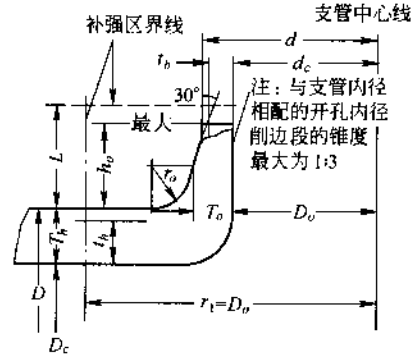 支管中心线
补强区界线
d
t_b
d_c
30°
最大
注：与支管内径
相配的开孔内径
削边段的锥度
最大为1:3
L
h_o
r_o
T_o
D_o
T_h
t_h
D
r_1=D_o
D_c